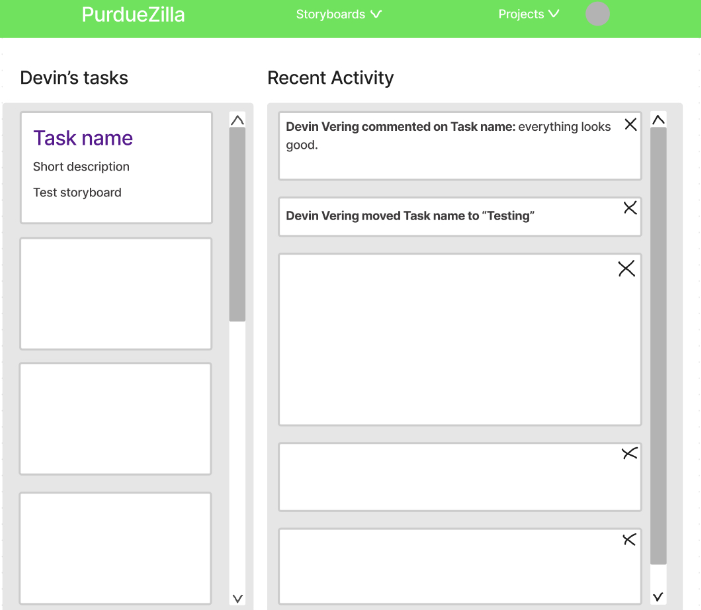 PurdueZilla
Storyboards
Projects
Devin's tasks
Task name
Short description
Test storyboard
Recent Activity
Devin Vering commented on Task name: everything looks
good.
Devin Vering moved Task name to “Testing”